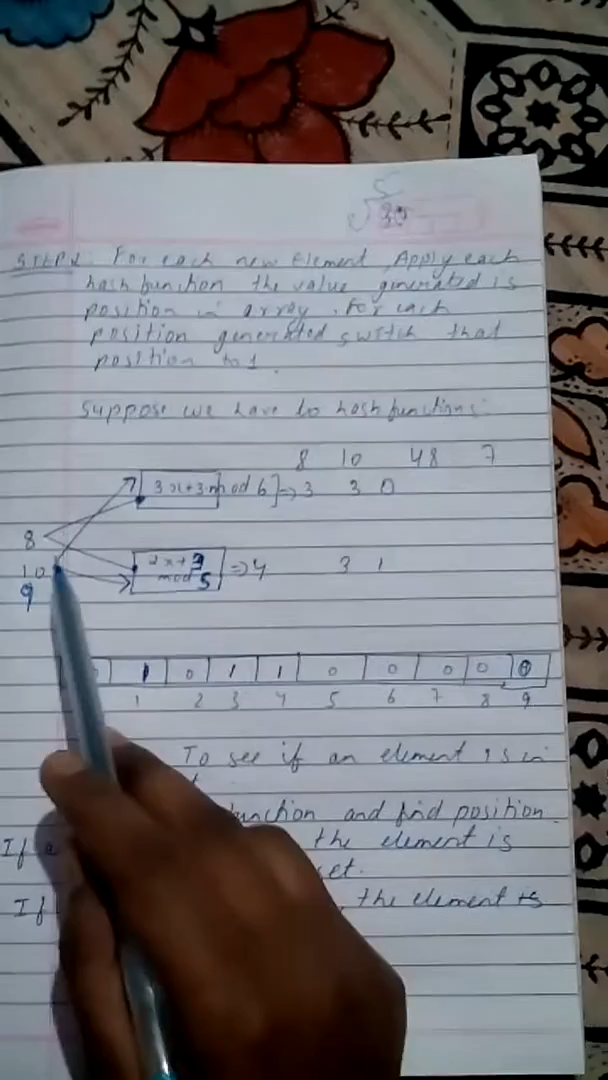 STEP 2: For each new Element, Apply each
hash function the value generated is
position in array. For each
position generated switch that
position to 1.
Suppose we have to hash functions:
8 10 48 7
3x+3 mod 6 => 3 3 0
8
2x+3 mod 5 => 4 3 1
10
9
1 0 1 1 0 0 0 0 0
1 2 3 4 5 6 7 8 9
To see if an element is in
function and find position.
If the element is
set.
If , the element is